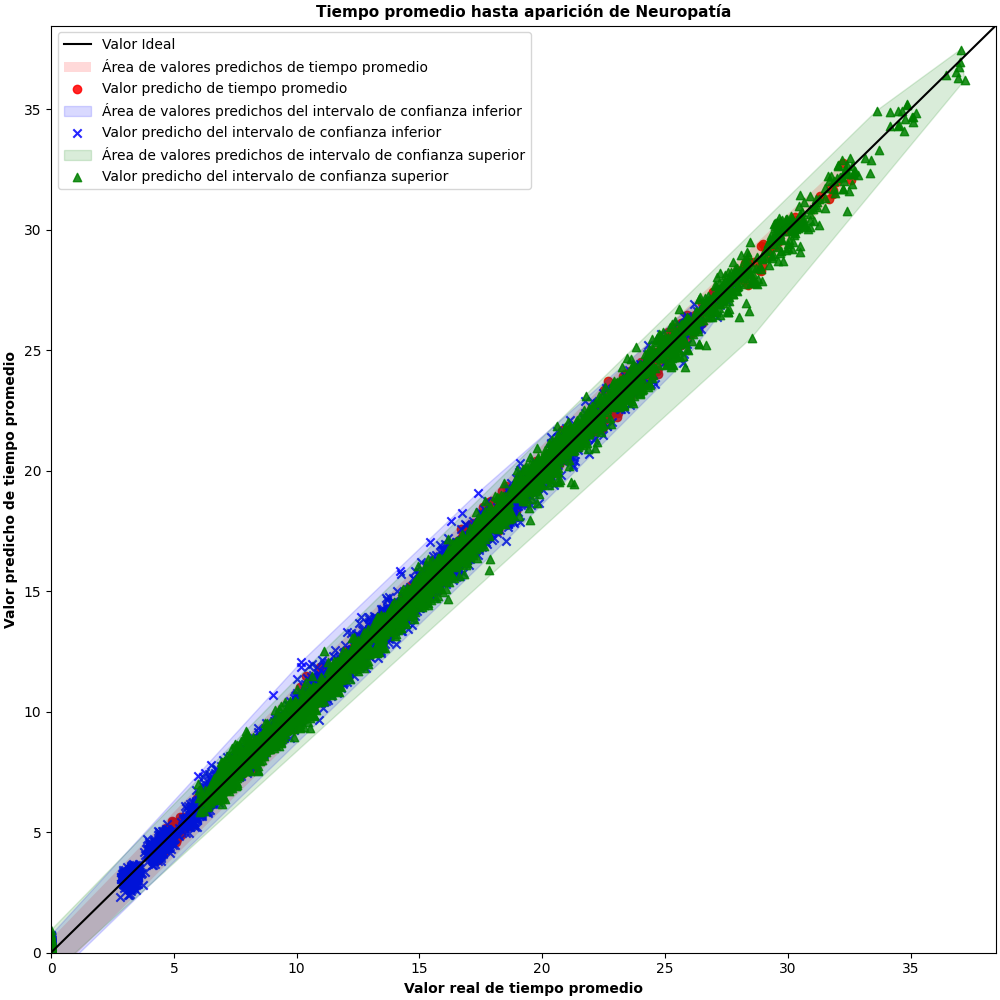 Tiempo promedio hasta aparición de Neuropatía
Valor Ideal
Área de valores predichos de tiempo promedio
Valor predicho de tiempo promedio
Área de valores predichos del intervalo de confianza inferior
Valor predicho del intervalo de confianza inferior
Área de valores predichos de intervalo de confianza superior
Valor predicho del intervalo de confianza superior
Valor predicho de tiempo promedio
35
30
25
20
15
10
5
0
0 5 10 15 20 25 30 35
Valor real de tiempo promedio